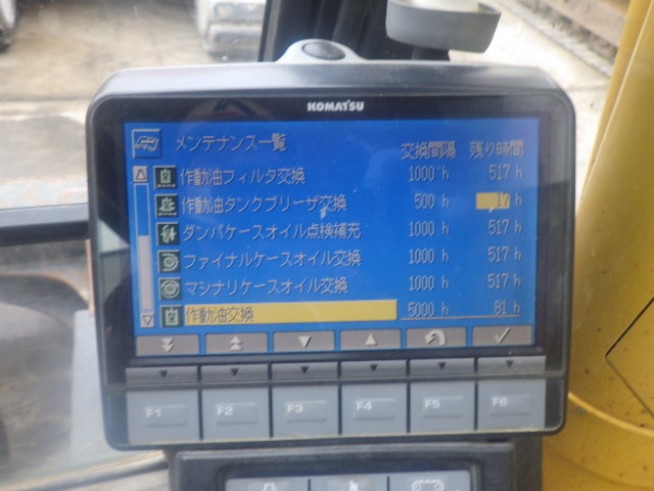 KOMATSU
メンテナンス一覧 交換間隔 残り時間
作動油フィルタ交換 1000 h 517 h
作動油タンクブリーザ交換 500 h 17 h
ダンパケースオイル点検補充 1000 h 517 h
ファイナルケースオイル交換 1000 h 517 h
マシナリケースオイル交換 1000 h 517 h
作動油交換 5000 h 81 h
F1 F2 F3 F4 F5 F6